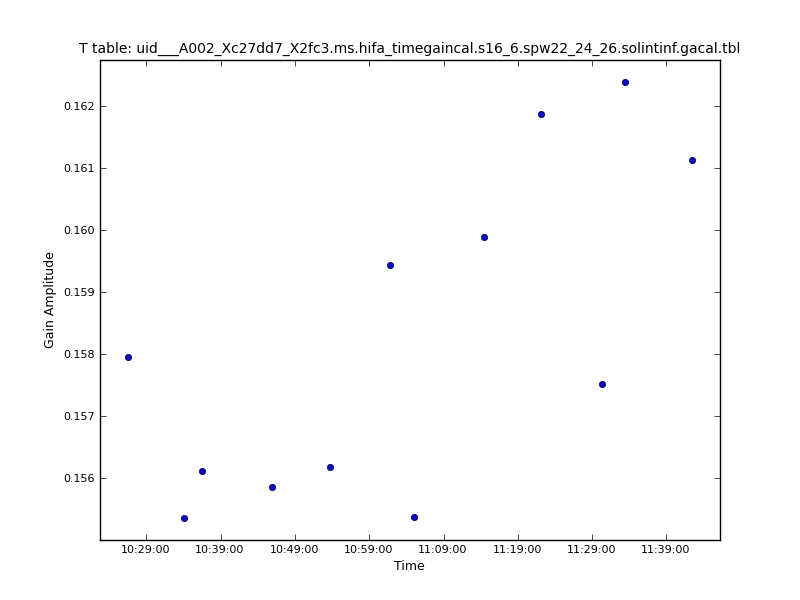 T table: uid___A002_Xc27dd7_X2fc3.ms.hifa_timegaincal.s16_6.spw22_24_26.solintinf.gacal.tbl
0.162
0.161
0.160
0.159
0.158
0.157
0.156
Gain Amplitude
10:29:00 10:39:00 10:49:00 10:59:00 11:09:00 11:19:00 11:29:00 11:39:00
Time